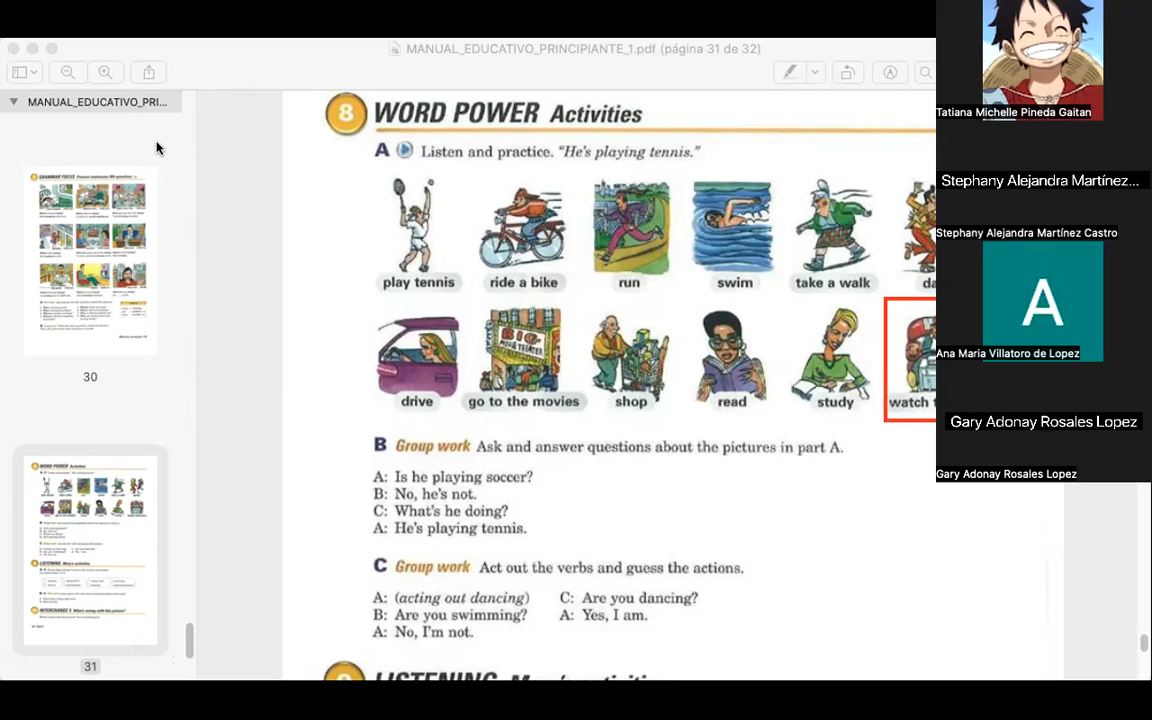 MANUAL_EDUCATIVO_PRINCIPIANTE_1.pdf (página 31 de 32)
MANUAL_EDUCATIVO_PRI...
30
31
8 WORD POWER Activities
A Listen and practice. "He's playing tennis."
play tennis
ride a bike
run
swim
take a walk
BIG
MOVIE THEATER
drive
go to the movies
shop
read
study
watch
B Group work Ask and answer questions about the pictures in part A.
A: Is he playing soccer?
B: No, he's not.
C: What's he doing?
A: He's playing tennis.
C Group work Act out the verbs and guess the actions.
A: (acting out dancing) C: Are you dancing?
B: Are you swimming? A: Yes, I am.
A: No, I'm not.
Tatiana Michelle Pineda Gaitan
Stephany Alejandra Martínez...
Stephany Alejandra Martínez Castro
A
Ana Maria Villatoro de Lopez
Gary Adonay Rosales Lopez
Gary Adonay Rosales Lopez